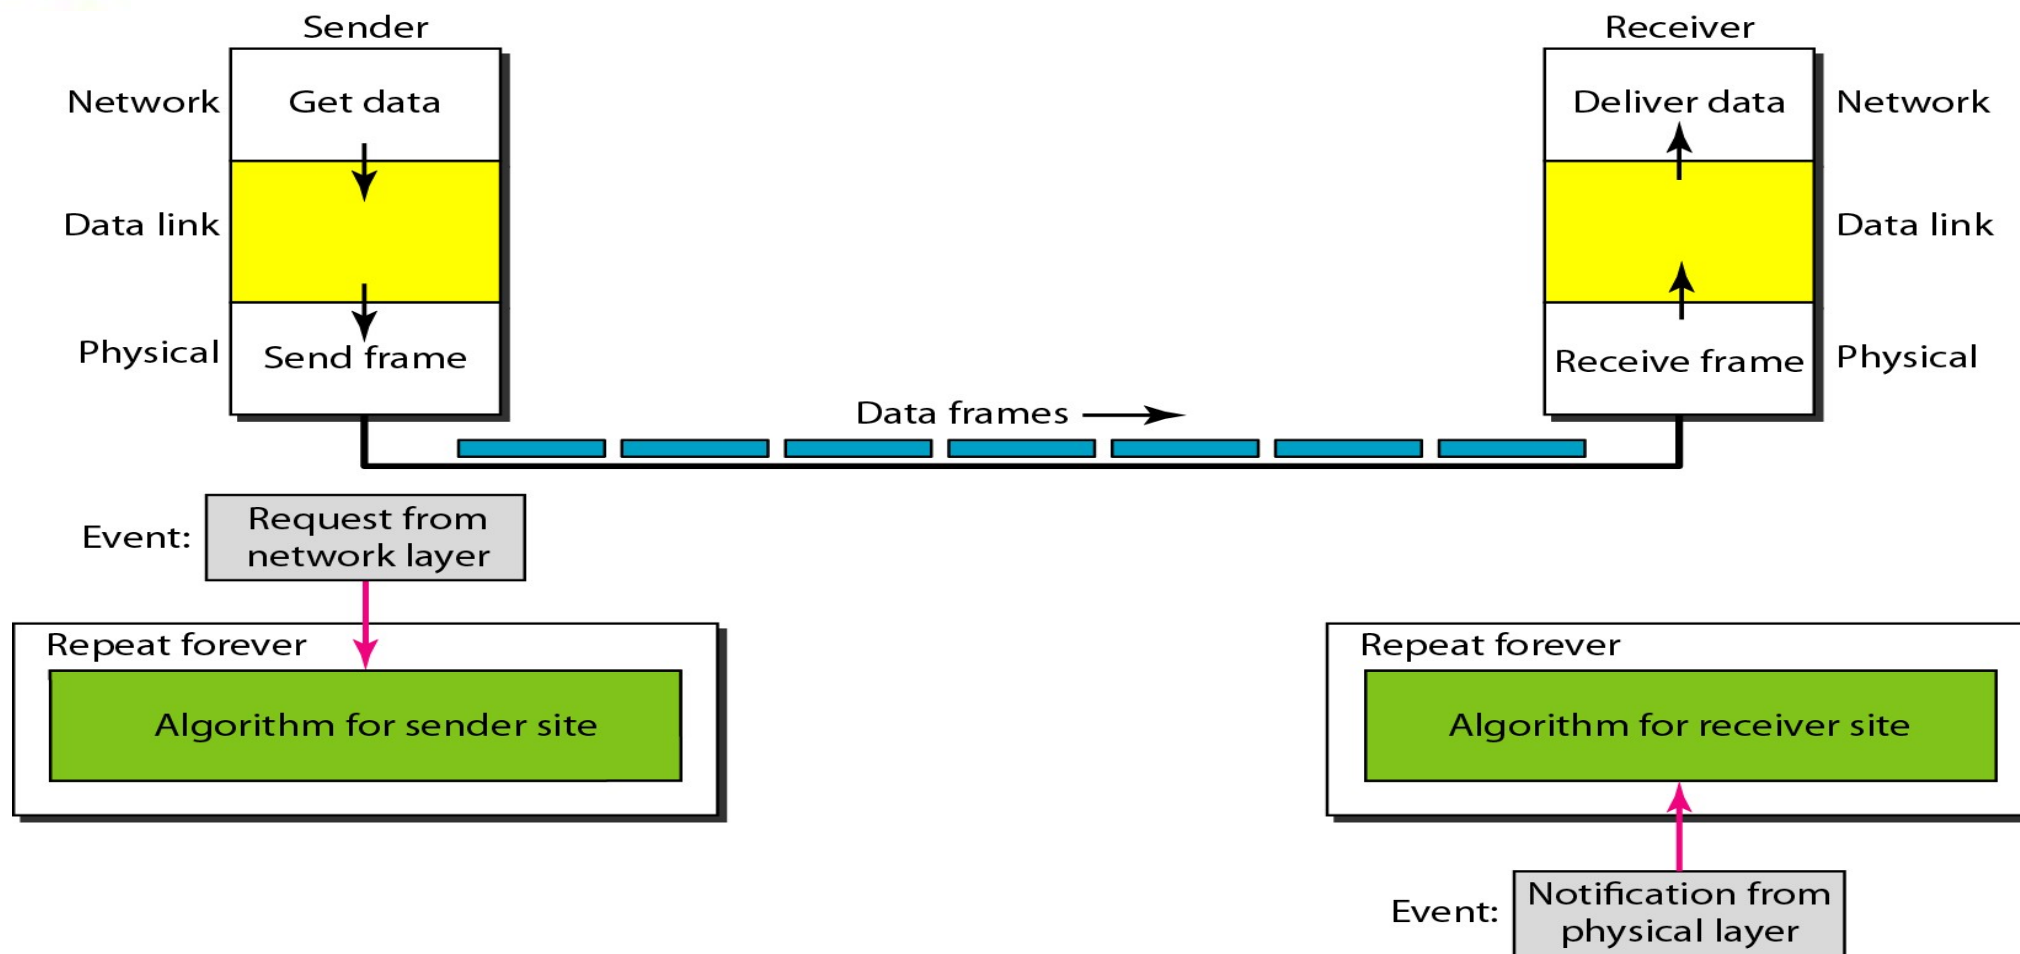 Sender
Receiver
Network
Get data
Deliver data
Network
Data link
Data link
Physical
Send frame
Receive frame
Physical
Data frames
Event:
Request from
network layer
Repeat forever
Algorithm for sender site
Repeat forever
Algorithm for receiver site
Event:
Notification from
physical layer